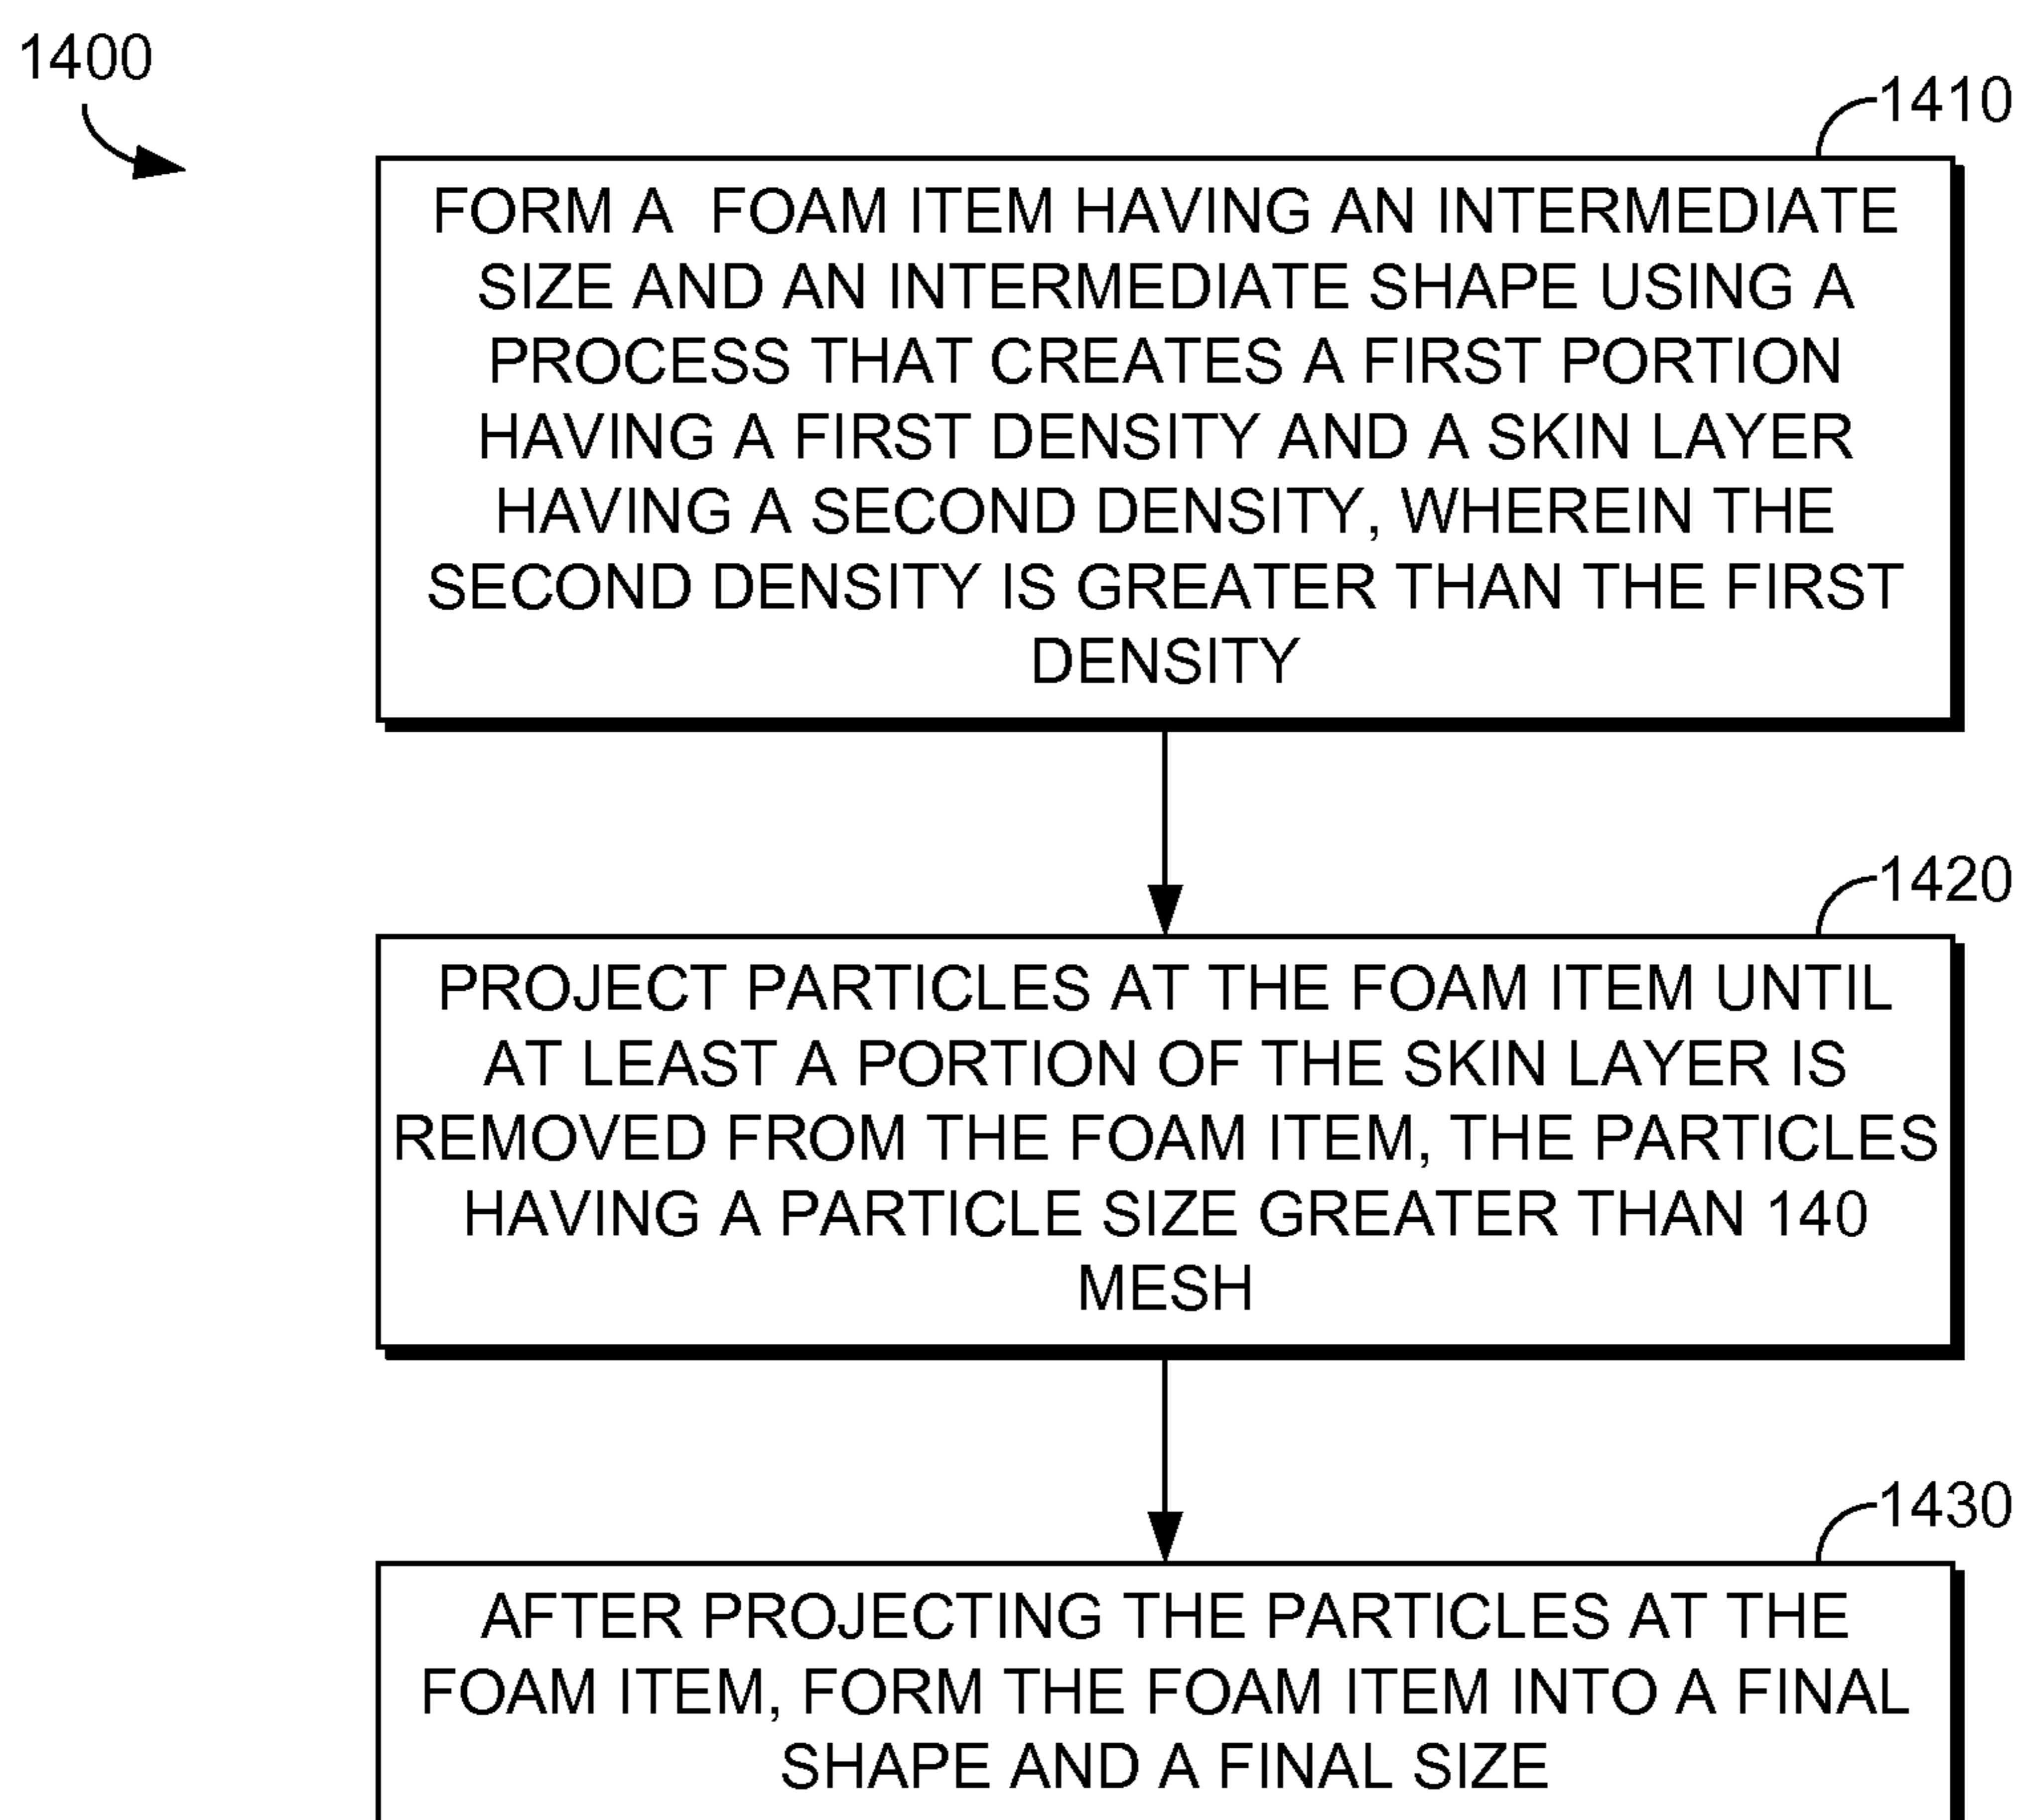 1400
1410
FORM A FOAM ITEM HAVING AN INTERMEDIATE
SIZE AND AN INTERMEDIATE SHAPE USING A
PROCESS THAT CREATES A FIRST PORTION
HAVING A FIRST DENSITY AND A SKIN LAYER
HAVING A SECOND DENSITY, WHEREIN THE
SECOND DENSITY IS GREATER THAN THE FIRST
DENSITY
1420
PROJECT PARTICLES AT THE FOAM ITEM UNTIL
AT LEAST A PORTION OF THE SKIN LAYER IS
REMOVED FROM THE FOAM ITEM, THE PARTICLES
HAVING A PARTICLE SIZE GREATER THAN 140
MESH
1430
AFTER PROJECTING THE PARTICLES AT THE
FOAM ITEM, FORM THE FOAM ITEM INTO A FINAL
SHAPE AND A FINAL SIZE